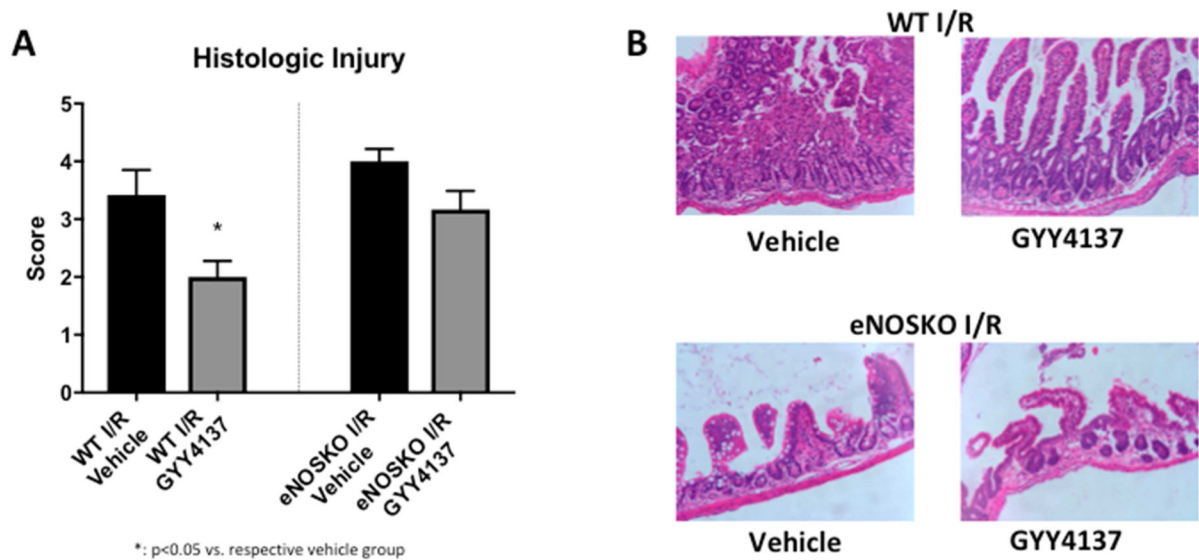 A
Histologic Injury
5
4
3
2
1
0
Score
*
WT I/R
Vehicle
WT I/R
GYY4137
eNOSKO I/R
Vehicle
eNOSKO I/R
GYY4137
*: p<0.05 vs. respective vehicle group
B
WT I/R
Vehicle
GYY4137
eNOSKO I/R
Vehicle
GYY4137